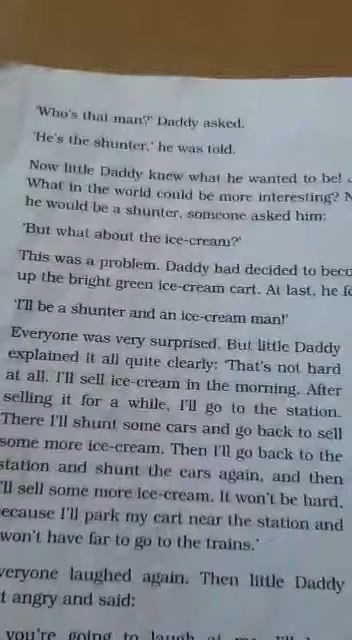 'Who's that man?' Daddy asked.
'He's the shunter,' he was told.
Now little Daddy knew what he wanted to be!
What in the world could be more interesting?
he would be a shunter, someone asked him:
'But what about the ice-cream?'
This was a problem. Daddy had decided to
up the bright green ice-cream cart. At last, he
'I'll be a shunter and an ice-cream man!'
Everyone was very surprised. But little Daddy
explained it all quite clearly: 'That's not hard
at all. I'll sell ice-cream in the morning. After
selling it for a while, I'll go to the station.
There I'll shunt some cars and go back to sell
some more ice-cream. Then I'll go back to the
station and shunt the cars again, and then
'll sell some more ice-cream. It won't be hard,
ecause I'll park my cart near the station and
won't have far to go to the trains.'
veryone laughed again. Then little Daddy
t angry and said:
you're going to laugh at